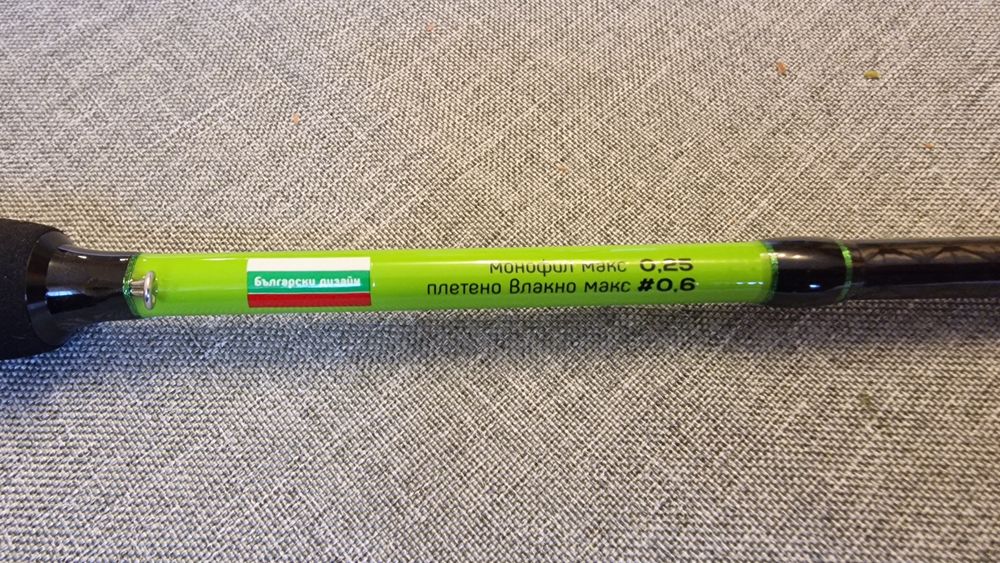 Български дизайн
монофил макс 0,25
плетено влакно макс #0,6